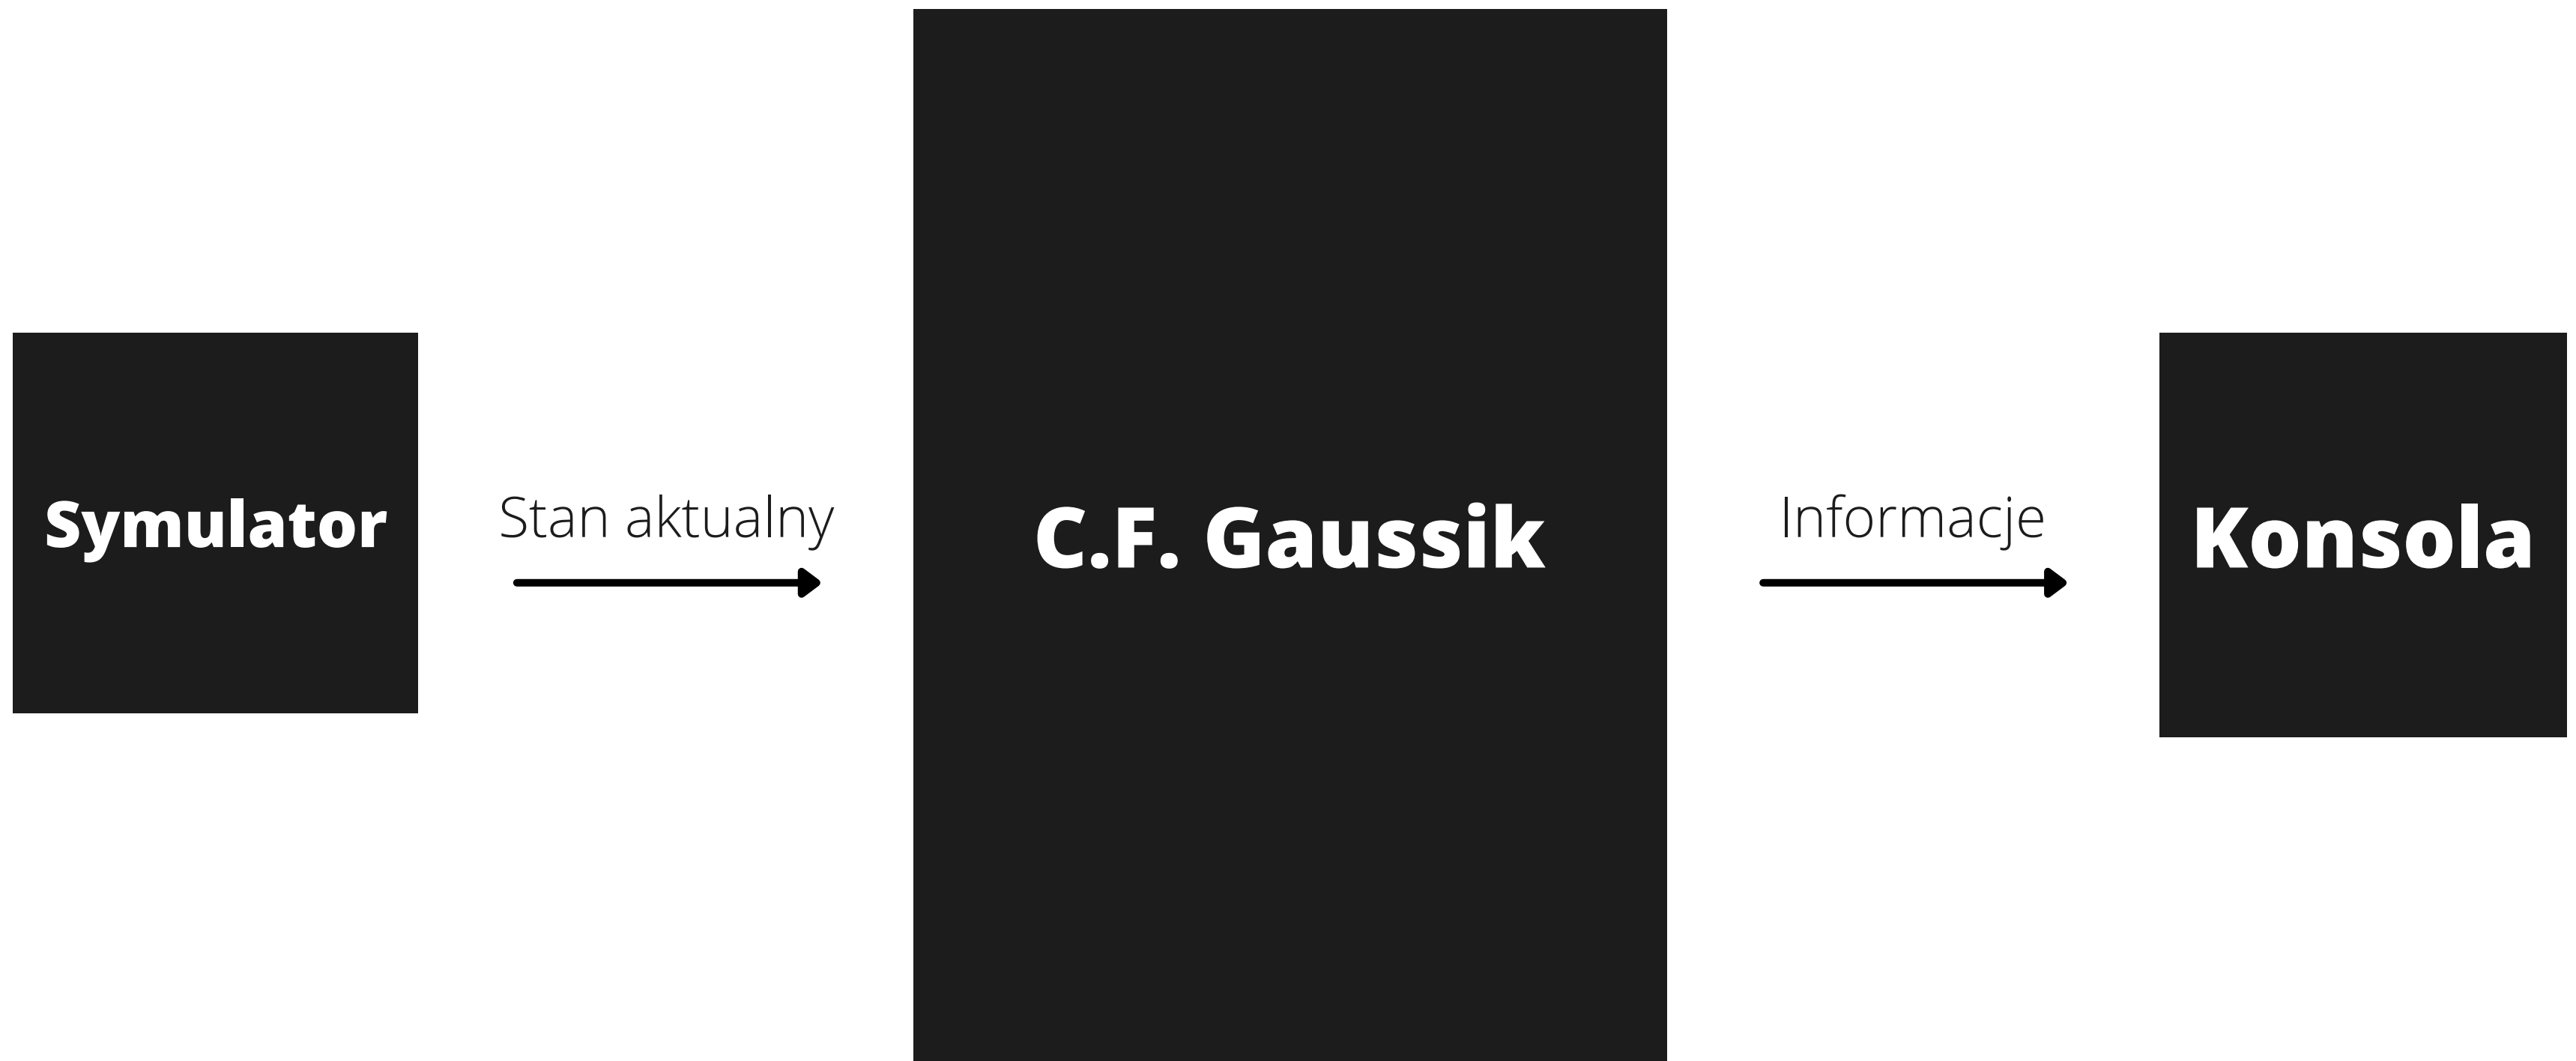 Symulator
Stan aktualny
C.F. Gaussik
Informacje
Konsola